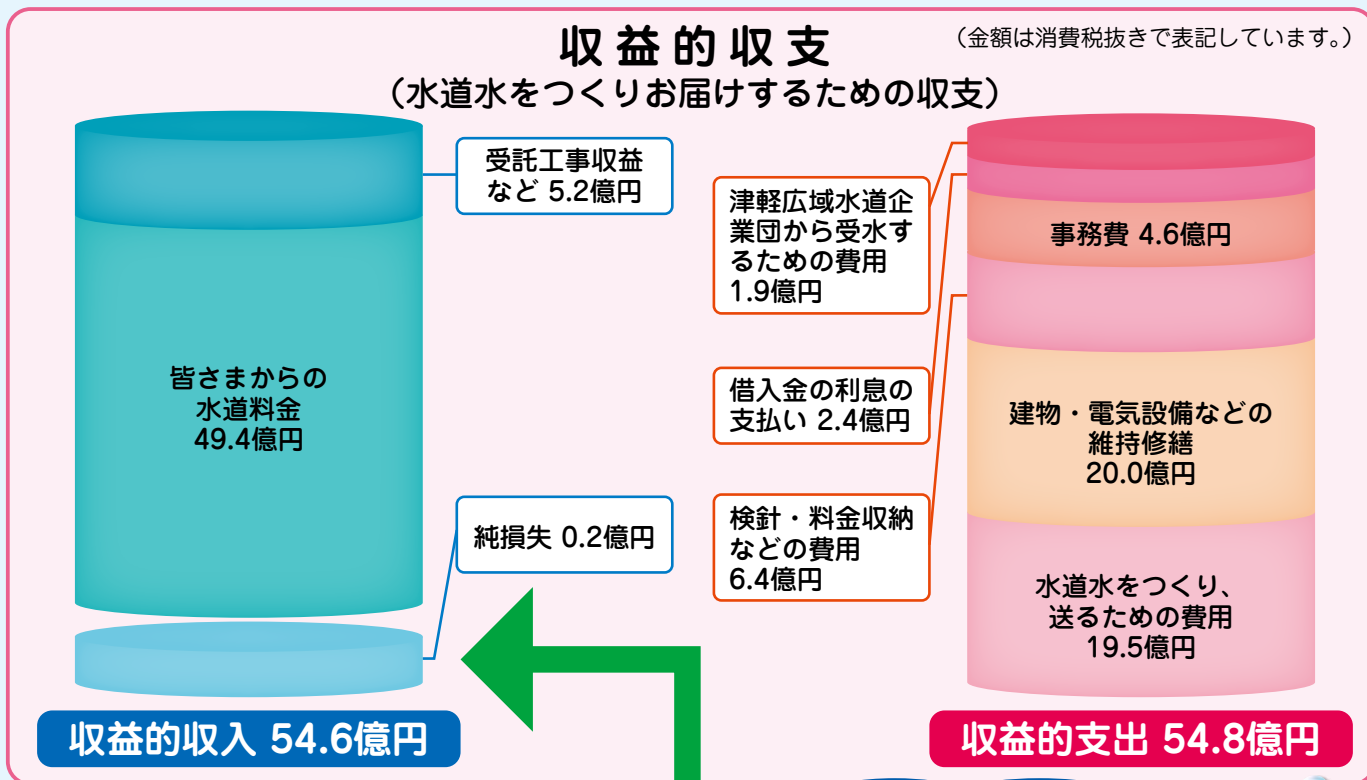 収益的収支
（金額は消費税抜きで表記しています。）
（水道水をつくりお届けするための収支）
受託工事収益
など 5.2億円
皆さまからの
水道料金
49.4億円
純損失 0.2億円
収益的収入 54.6億円
津軽広域水道企
業団から受水す
るための費用
1.9億円
借入金の利息の
支払い 2.4億円
検針・料金収納
などの費用
6.4億円
事務費 4.6億円
建物・電気設備などの
維持修繕
20.0億円
水道水をつくり、
送るための費用
19.5億円
収益的支出 54.8億円